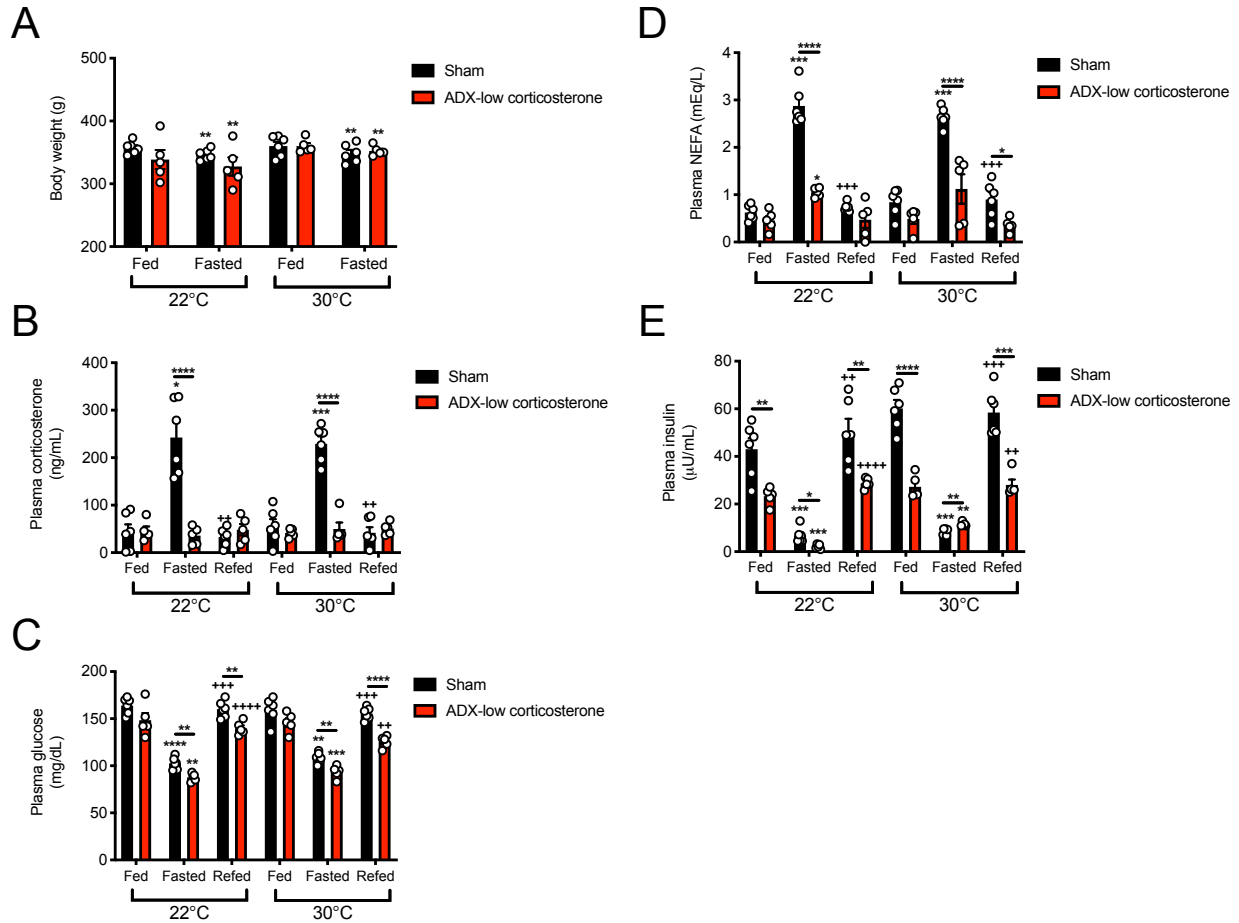 A
Body weight (g)
500
400
300
200
** ** ** **
Fed Fasted Fed Fasted
22°C 30°C
Sham
ADX-low corticosterone
B
Plasma corticosterone
(ng/mL)
400
300
200
100
0
**** ****
* ***
++ ++
Fed Fasted Refed Fed Fasted Refed
22°C 30°C
Sham
ADX-low corticosterone
C
Plasma glucose
(mg/dL)
200
150
100
50
0
** ****
+++ ++++ +++ ++
** **
**** ** ** ***
Fed Fasted Refed Fed Fasted Refed
22°C 30°C
Sham
ADX-low corticosterone
D
Plasma NEFA (mEq/L)
4
3
2
1
0
**** ****
*** ***
* +++ +++ *
Fed Fasted Refed Fed Fasted Refed
22°C 30°C
Sham
ADX-low corticosterone
E
Plasma insulin
(µU/mL)
80
60
40
20
0
** ** **** ***
++ ++++ +++ ++
* **
*** *** *** **
Fed Fasted Refed Fed Fasted Refed
22°C 30°C
Sham
ADX-low corticosterone